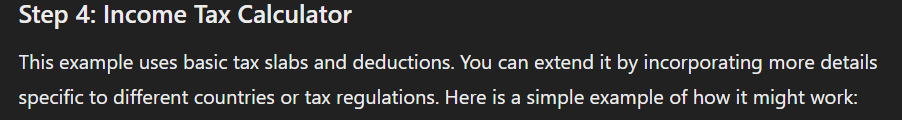 Step 4: Income Tax Calculator
This example uses basic tax slabs and deductions. You can extend it by incorporating more details
specific to different countries or tax regulations. Here is a simple example of how it might work: